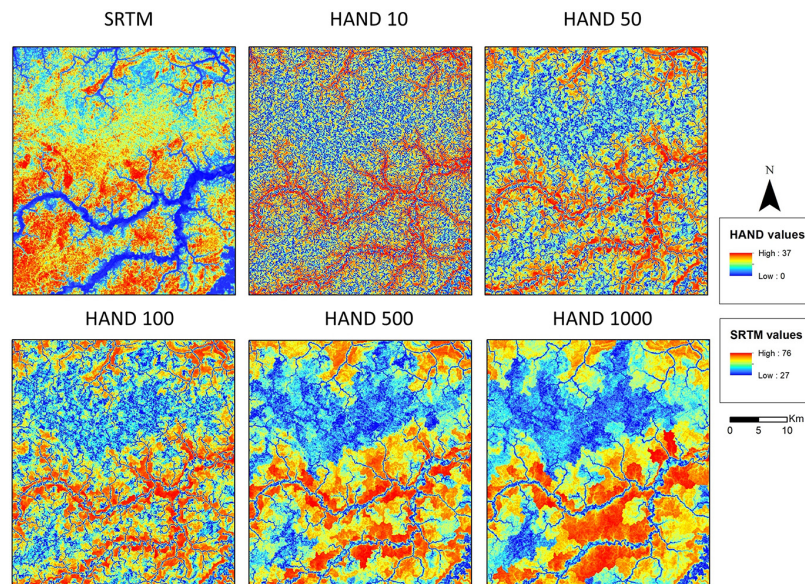 SRTM
HAND 10
HAND 50
N
HAND values
High : 37
Low : 0
HAND 100
HAND 500
HAND 1000
SRTM values
High : 76
Low : 27
Km
0 5 10